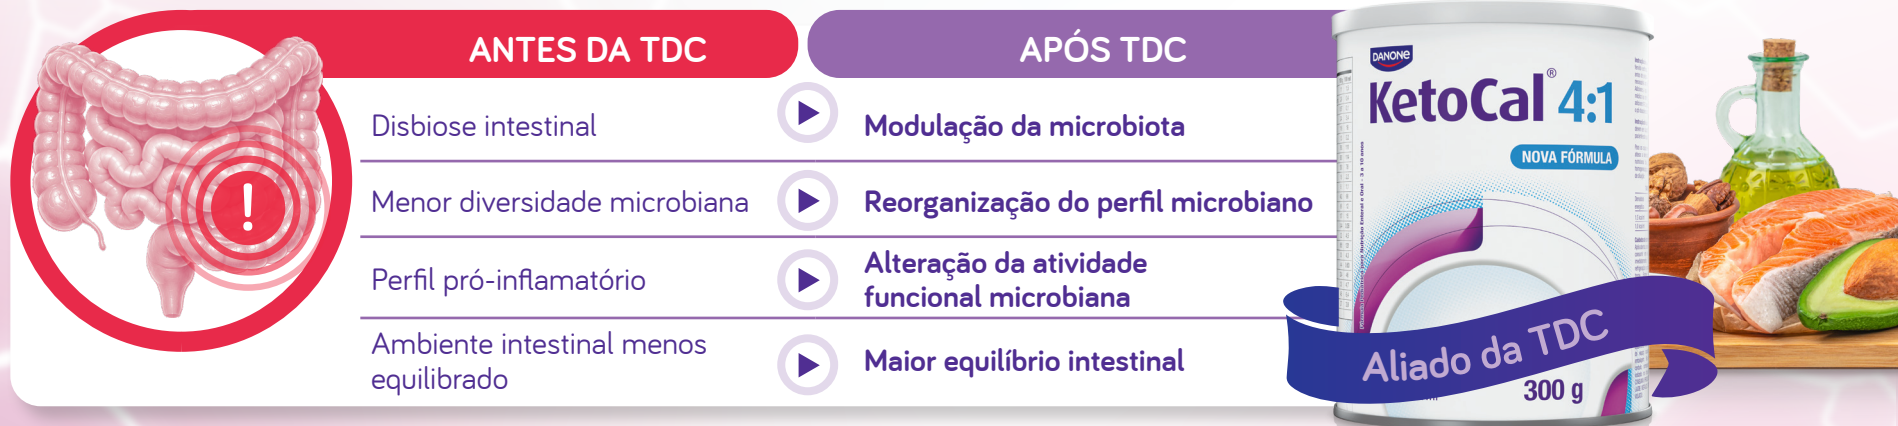 ANTES DA TDC
APÓS TDC
Disbiose intestinal
Modulação da microbiota
Menor diversidade microbiana
Reorganização do perfil microbiano
Perfil pró-inflamatório
Alteração da atividade
funcional microbiana
Ambiente intestinal menos
equilibrado
Maior equilíbrio intestinal
!
DANONE
KetoCal® 4:1
NOVA FÓRMULA
Aliado da TDC
300 g